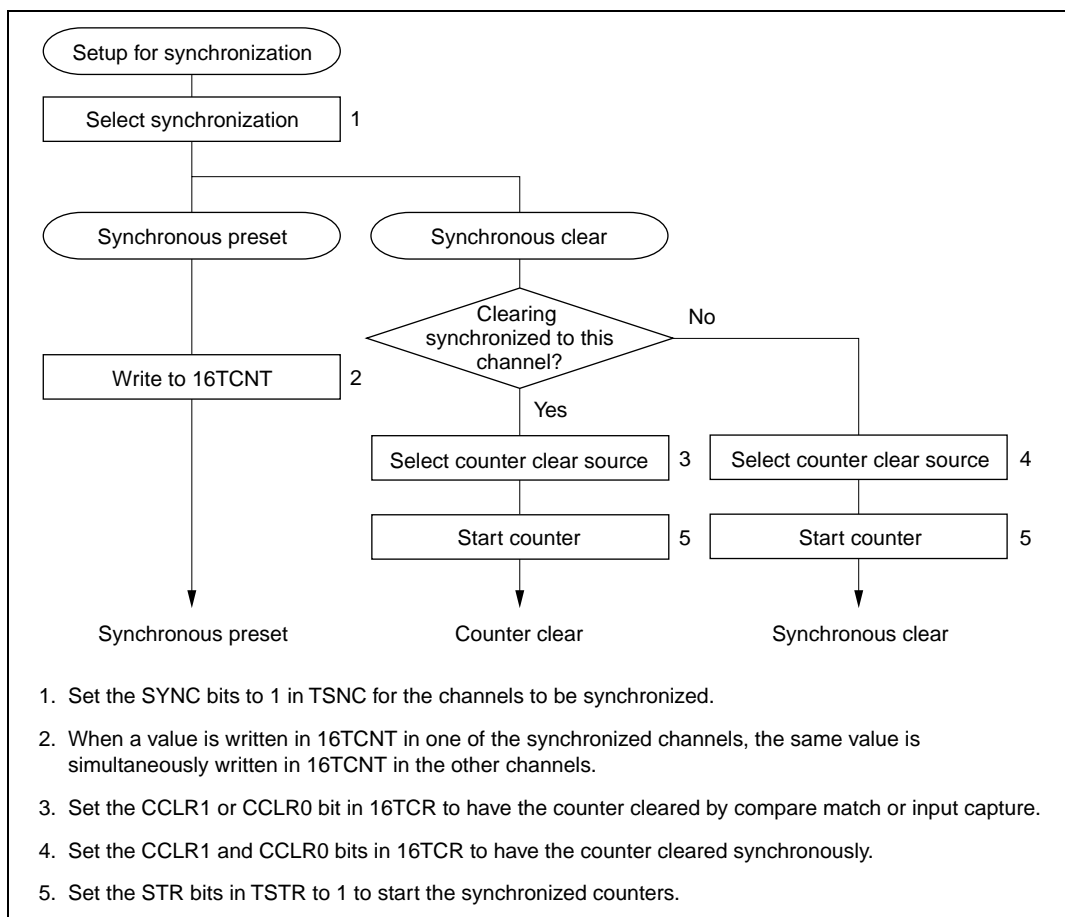 Setup for synchronization
Select synchronization 1
Synchronous preset
Synchronous clear
Clearing
synchronized to this
channel?
No
Write to 16TCNT 2
Yes
Select counter clear source 3
Select counter clear source 4
Start counter 5
Start counter 5
Synchronous preset
Counter clear
Synchronous clear
1. Set the SYNC bits to 1 in TSNC for the channels to be synchronized.
2. When a value is written in 16TCNT in one of the synchronized channels, the same value is
simultaneously written in 16TCNT in the other channels.
3. Set the CCLR1 or CCLR0 bit in 16TCR to have the counter cleared by compare match or input capture.
4. Set the CCLR1 and CCLR0 bits in 16TCR to have the counter cleared synchronously.
5. Set the STR bits in TSTR to 1 to start the synchronized counters.